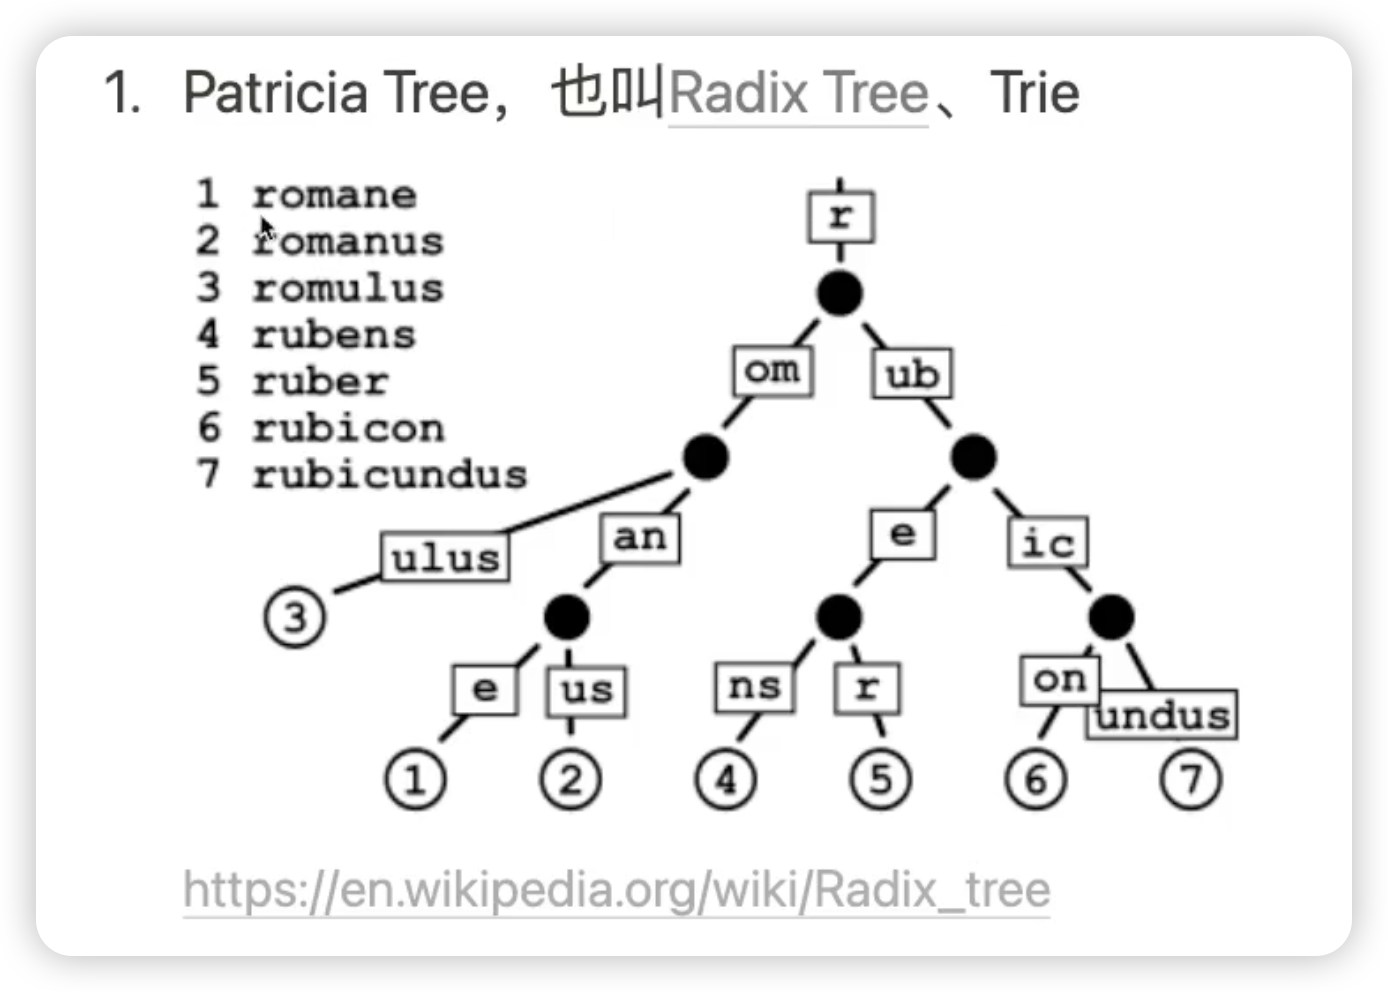 1. Patricia Tree，也叫Radix Tree、Trie
1 romane
2 romanus
3 romulus
4 rubens
5 ruber
6 rubicon
7 rubicundus
r
om ub
ulus an e ic
3
e us ns r on undus
1 2 4 5 6 7
https://en.wikipedia.org/wiki/Radix_tree